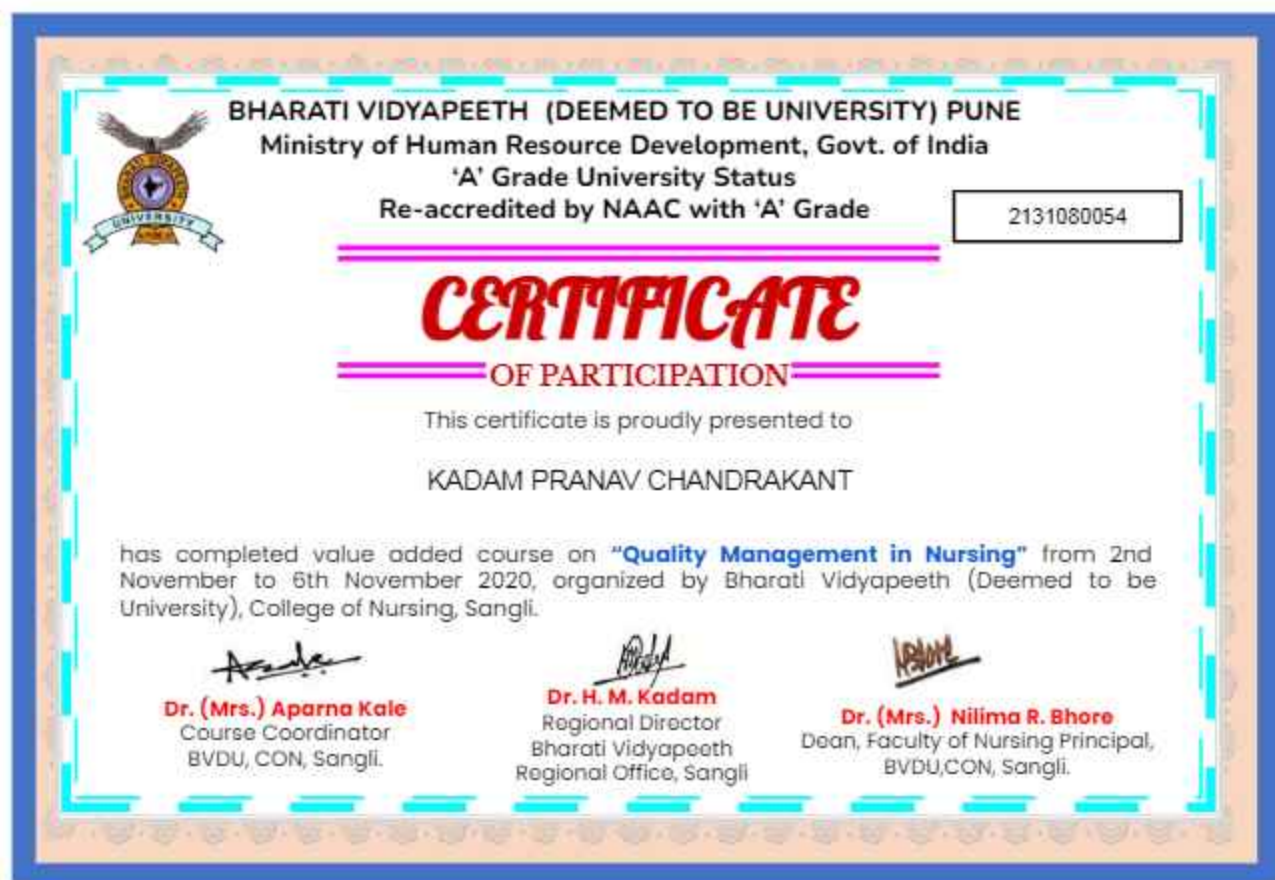 BHARATI VIDYAPEETH (DEEMED TO BE UNIVERSITY) PUNE
Ministry of Human Resource Development, Govt. of India
‘A’ Grade University Status
Re-accredited by NAAC with ‘A’ Grade
2131080054
BHARATI VIDYAPEETH
UNIVERSITY
CERTIFICATE
OF PARTICIPATION
This certificate is proudly presented to
KADAM PRANAV CHANDRAKANT
has completed value added course on “Quality Management in Nursing” from 2nd
November to 6th November 2020, organized by Bharati Vidyapeeth (Deemed to be
University), College of Nursing, Sangli.
Dr. (Mrs.) Aparna Kale
Course Coordinator
BVDU, CON, Sangli.
Dr. H. M. Kadam
Regional Director
Bharati Vidyapeeth
Regional Office, Sangli
Dr. (Mrs.) Nilima R. Bhore
Dean, Faculty of Nursing Principal,
BVDU,CON, Sangli.